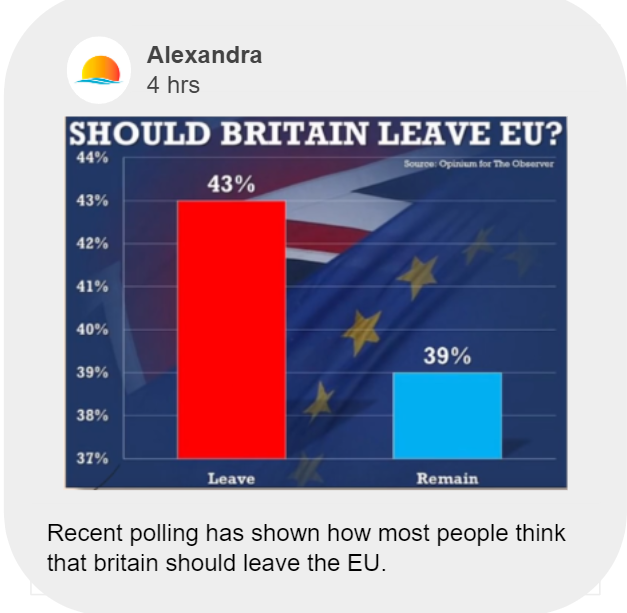 Alexandra
4 hrs
SHOULD BRITAIN LEAVE EU?
Source: Opinium for The Observer
44%
43%
43%
42%
41%
40%
39%
39%
38%
37%
Leave Remain
Recent polling has shown how most people think
that britain should leave the EU.